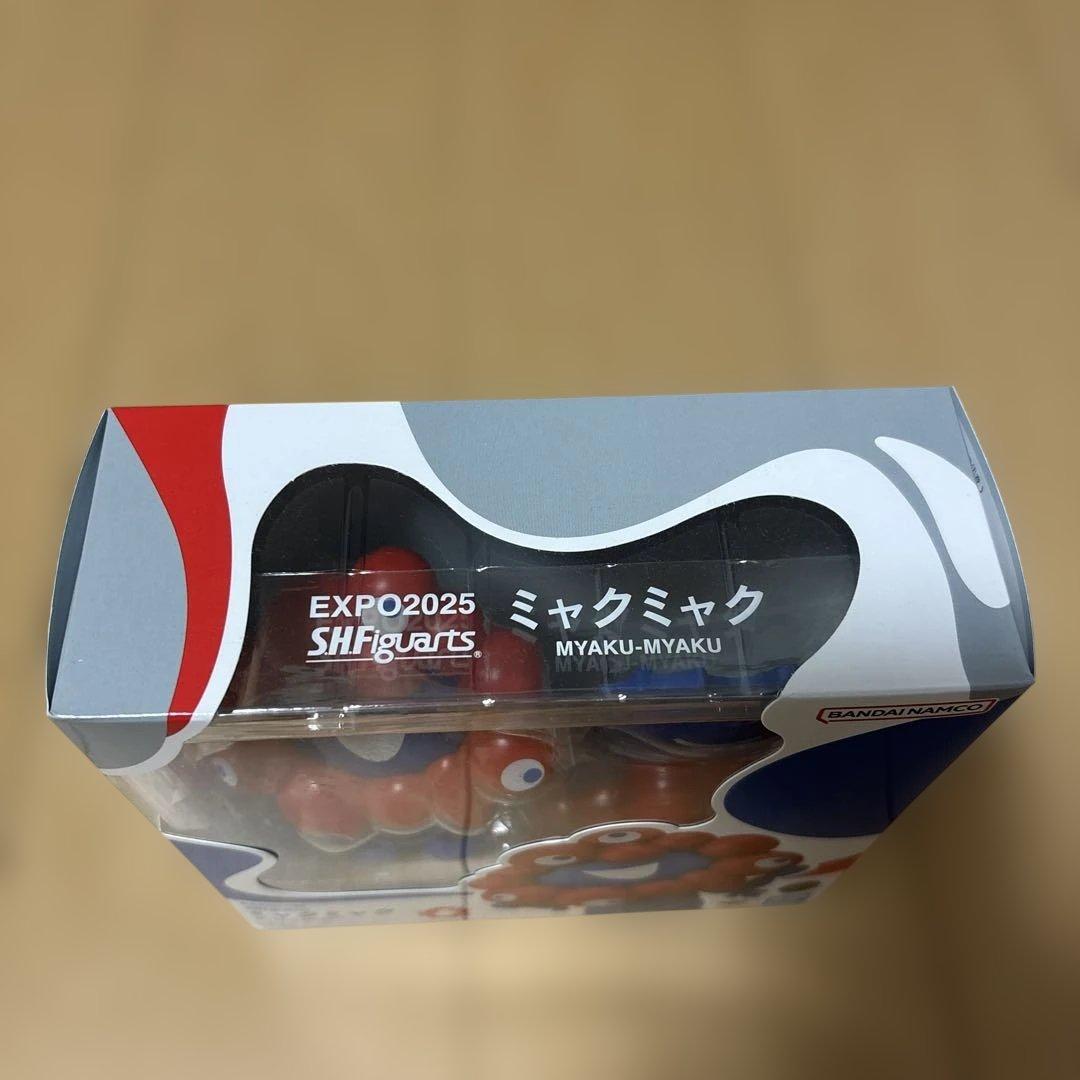 EXPO2025
S.H.Figuarts®
ミャクミャク
MYAKU-MYAKU
BANDAI NAMCO